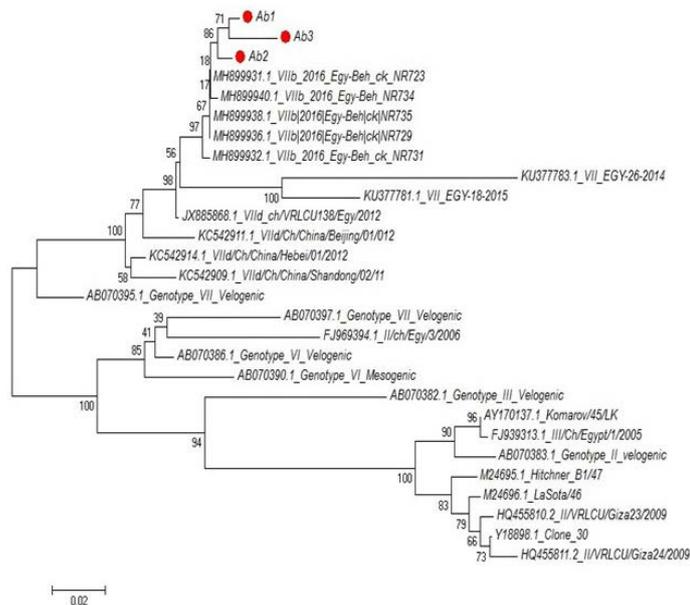 71
Ab1
86
Ab3
Ab2
18
MH899931.1_VIIb_2016_Egy-Beh_ck_NR723
17
MH899940.1_VIIb_2016_Egy-Beh_NR734
MH899938.1_VIIb|2016|Egy-Beh|ck|NR735
67
MH899936.1_VIIb|2016|Egy-Beh|ck|NR729
97
MH899932.1_VIIb_2016_Egy-Beh_ck_NR731
56
KU377783.1_VII_EGY-26-2014
98
100
KU377781.1_VII_EGY-18-2015
77
JX885868.1_VIId_ch/VRLCU138/Egy/2012
100
KC542911.1_VIId/Ch/China/Beijing/01/012
KC542914.1_VIId/Ch/China/Hebei/01/2012
58
KC542909.1_VIId/Ch/China/Shandong/02/11
AB070395.1_Genotype_VII_Velogenic
39
AB070397.1_Genotype_VII_Velogenic
41
FJ969394.1_II/ch/Egy/3/2006
85
AB070386.1_Genotype_VI_Velogenic
AB070390.1_Genotype_VI_Mesogenic
100
AB070382.1_Genotype_III_Velogenic
96
AY170137.1_Komarov/45/LK
90
FJ939313.1_III/Ch/Egypt/1/2005
94
AB070383.1_Genotype_II_velogenic
100
M24695.1_Hitchner_B1/47
83
M24696.1_LaSota/46
79
HQ455810.2_II/VRLCU/Giza23/2009
66
Y18898.1_Clone_30
73
HQ455811.2_II/VRLCU/Giza24/2009
0.02